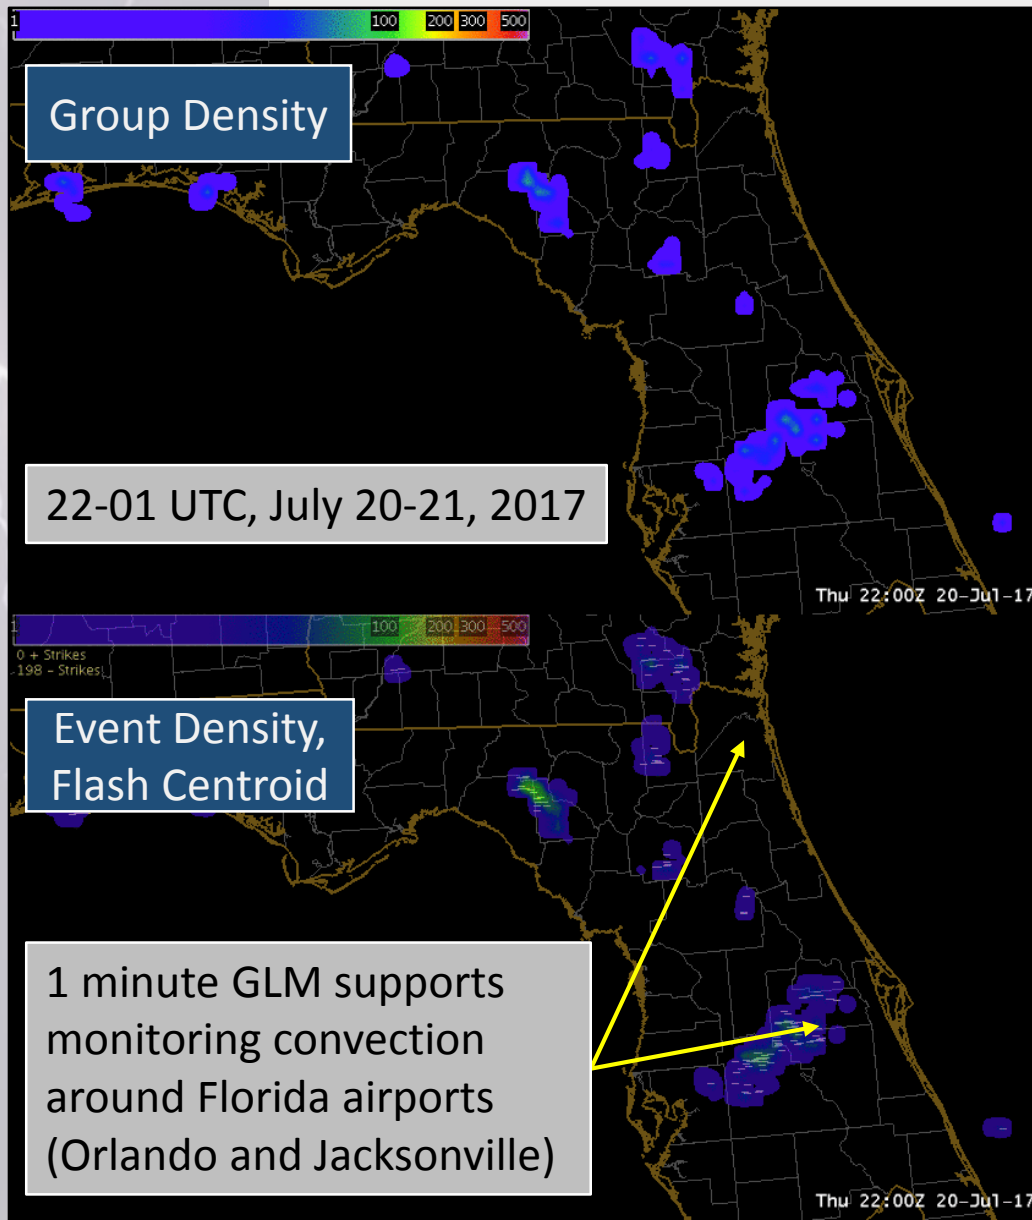 1 100 200 300 500
Group Density
22-01 UTC, July 20-21, 2017
Thu 22:00Z 20-Jul-17
1 100 200 300 500
0 + Strikes
-198 - Strikes
Event Density,
Flash Centroid
1 minute GLM supports
monitoring convection
around Florida airports
(Orlando and Jacksonville)
Thu 22:00Z 20-Jul-17